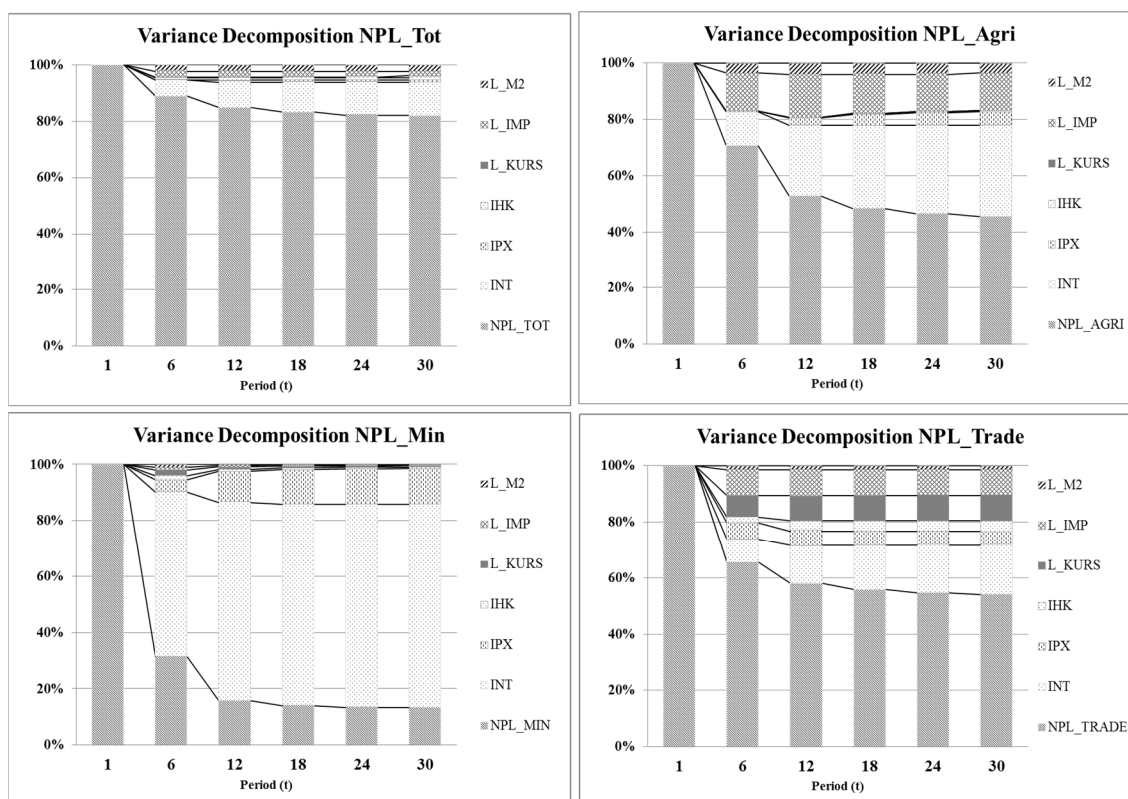 Variance Decomposition NPL_Tot
100%
80%
60%
40%
20%
0%
1 6 12 18 24 30
Period (t)
L_M2
L_IMP
L_KURS
IHK
IPX
INT
NPL_TOT
Variance Decomposition NPL_Agri
100%
80%
60%
40%
20%
0%
1 6 12 18 24 30
Period (t)
L_M2
L_IMP
L_KURS
IHK
IPX
INT
NPL_AGRI
Variance Decomposition NPL_Min
100%
80%
60%
40%
20%
0%
1 6 12 18 24 30
Period (t)
L_M2
L_IMP
L_KURS
IHK
IPX
INT
NPL_MIN
Variance Decomposition NPL_Trade
100%
80%
60%
40%
20%
0%
1 6 12 18 24 30
Period (t)
L_M2
L_IMP
L_KURS
IHK
IPX
INT
NPL_TRADE